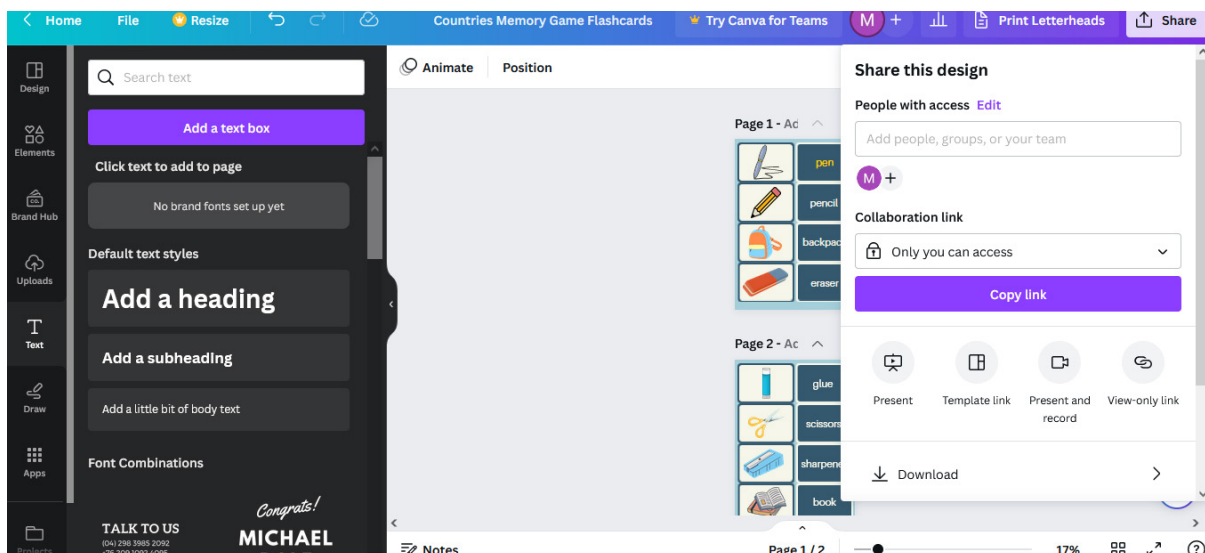 Home File Resize Countries Memory Game Flashcards Try Canva for Teams M + Print Letterheads Share
Design
Elements
Brand Hub
Uploads
Text
Draw
Apps
Projects
Search text
Add a text box
Click text to add to page
No brand fonts set up yet
Default text styles
Add a heading
Add a subheading
Add a little bit of body text
Font Combinations
TALK TO US
(04) 298 3985 2092
Congrats!
MICHAEL
Animate Position
Page 1 - Ad
pen
pencil
backpac
eraser
Page 2 - Ac
glue
scissors
sharpene
book
Notes Page 1 / 2 17%
Share this design
People with access Edit
Add people, groups, or your team
M +
Collaboration link
Only you can access
Copy link
Present Template link Present and View-only link
record
Download